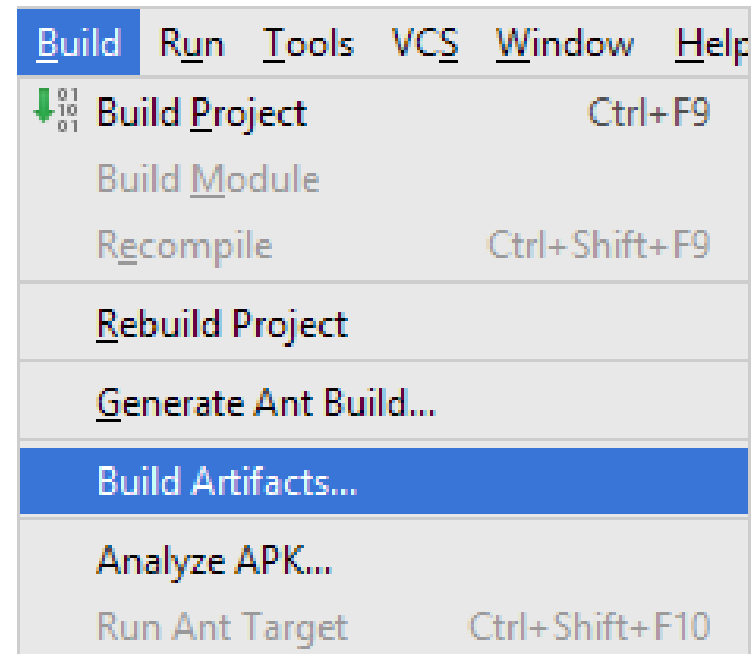 Build Run Tools VCS Window Help
Build Project Ctrl+F9
Build Module
Recompile Ctrl+Shift+F9
Rebuild Project
Generate Ant Build...
Build Artifacts...
Analyze APK...
Run Ant Target Ctrl+Shift+F10